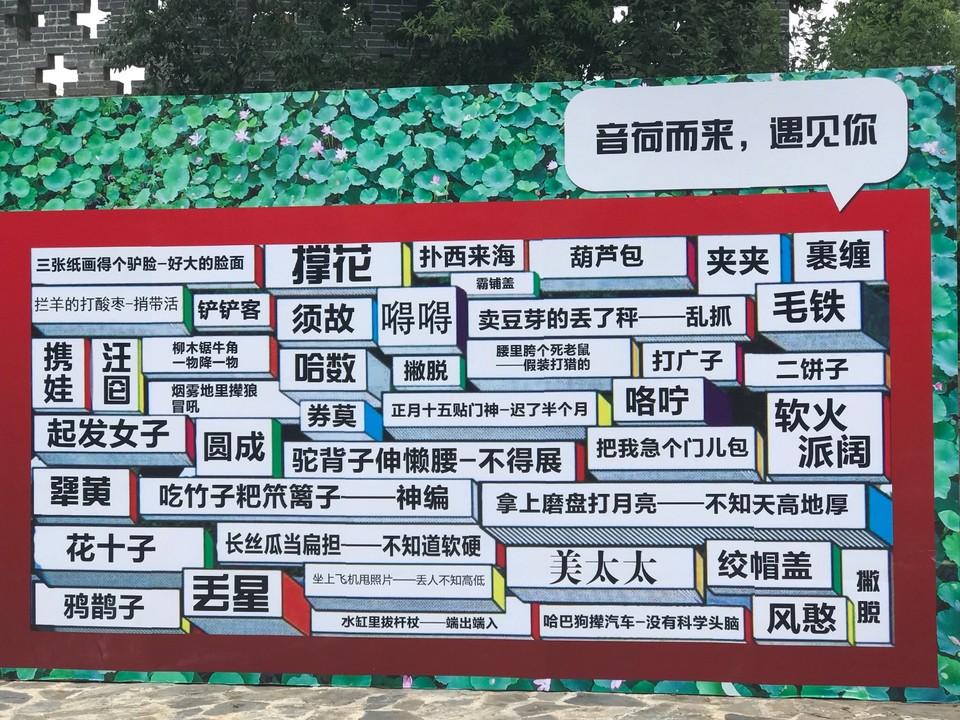 音荷而来，遇见你
三张纸画得个驴脸-好大的脸面
撑花
扑西来海
葫芦包
夹夹
裹缠
霸铺盖
拦羊的打酸枣-捎带活
铲铲客
须故
嘚嘚
卖豆芽的丢了秤——乱抓
毛铁
携娃
汪囼
柳木锯牛角
一物降一物
哈数
撇脱
腰里跨个死老鼠
——假装打猎的
打广子
二饼子
烟雾地里撵狼
冒吼
券莫
正月十五贴门神-迟了半个月
咯咛
软火
派阔
起发女子
圆成
驼背子伸懒腰-不得展
把我急个门儿包
犟黄
吃竹子粑笊篱子——神编
拿上磨盘打月亮——不知天高地厚
花十子
长丝瓜当扁担——不知道软硬
美太太
绞帽盖
撇脱
鸦鹊子
丢星
坐上飞机甩照片——丢人不知高低
水缸里拔杆杖——端出端入
哈巴狗撵汽车-没有科学头脑
风憨